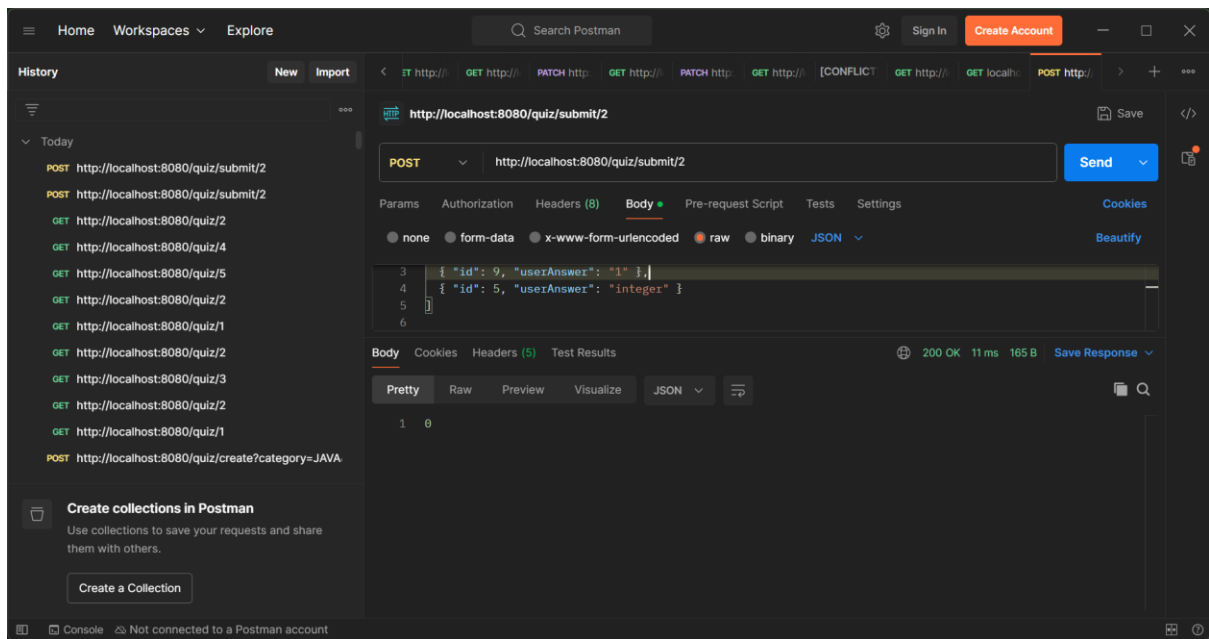 Home Workspaces Explore Search Postman Sign In Create Account
History New Import
ET http:// GET http:// PATCH http: GET http:// PATCH http: GET http:// [CONFLICT GET http:// GET localho POST http:/
HTTP http://localhost:8080/quiz/submit/2 Save
POST http://localhost:8080/quiz/submit/2 Send
Params Authorization Headers (8) Body Pre-request Script Tests Settings Cookies
none form-data x-www-form-urlencoded raw binary JSON Beautify
3 { "id": 9, "userAnswer": "1" },
4 { "id": 5, "userAnswer": "integer" }
5 ]
6
Body Cookies Headers (5) Test Results 200 OK 11 ms 165 B Save Response
Pretty Raw Preview Visualize JSON
1 0
Today
POST http://localhost:8080/quiz/submit/2
POST http://localhost:8080/quiz/submit/2
GET http://localhost:8080/quiz/2
GET http://localhost:8080/quiz/4
GET http://localhost:8080/quiz/5
GET http://localhost:8080/quiz/2
GET http://localhost:8080/quiz/1
GET http://localhost:8080/quiz/2
GET http://localhost:8080/quiz/3
GET http://localhost:8080/quiz/2
GET http://localhost:8080/quiz/1
POST http://localhost:8080/quiz/create?category=JAVA
Create collections in Postman
Use collections to save your requests and share
them with others.
Create a Collection
Console Not connected to a Postman account